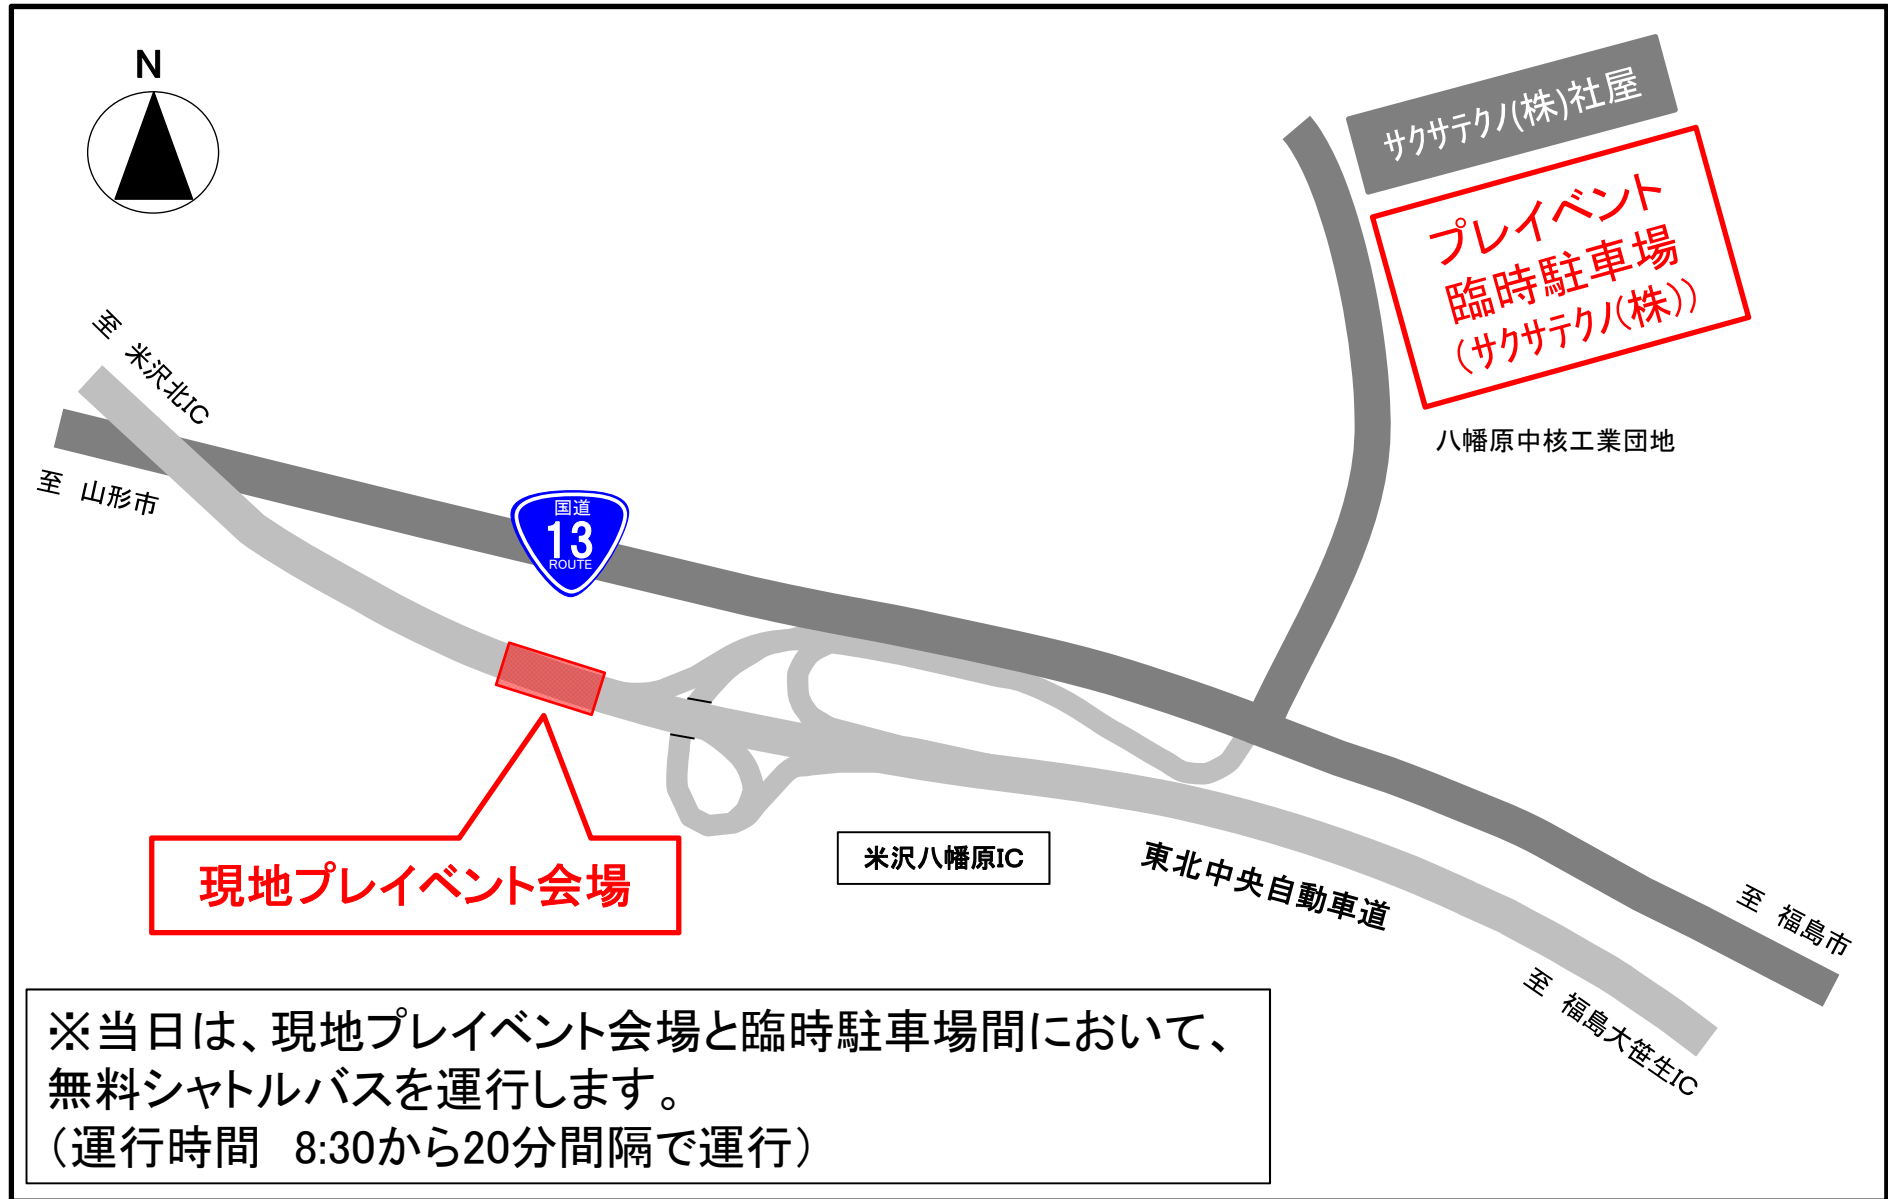 N
サクサテクノ(株)社屋
プレイベント
臨時駐車場
(サクサテクノ(株))
八幡原中核工業団地
至　米沢北IC
至　山形市
国道
13
ROUTE
現地プレイベント会場
米沢八幡原IC
東北中央自動車道
至　福島市
至　福島大笹生IC
※当日は、現地プレイベント会場と臨時駐車場間において、
無料シャトルバスを運行します。
（運行時間　8:30から20分間隔で運行）